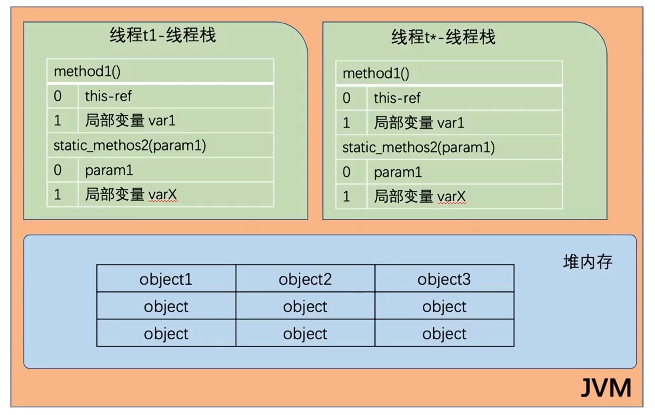 线程t1-线程栈
method1()
0 this-ref
1 局部变量 var1
static_methos2(param1)
0 param1
1 局部变量 varX
线程t*-线程栈
method1()
0 this-ref
1 局部变量 var1
static_methos2(param1)
0 param1
1 局部变量 varX
堆内存
object1 object2 object3
object object object
object object object
JVM